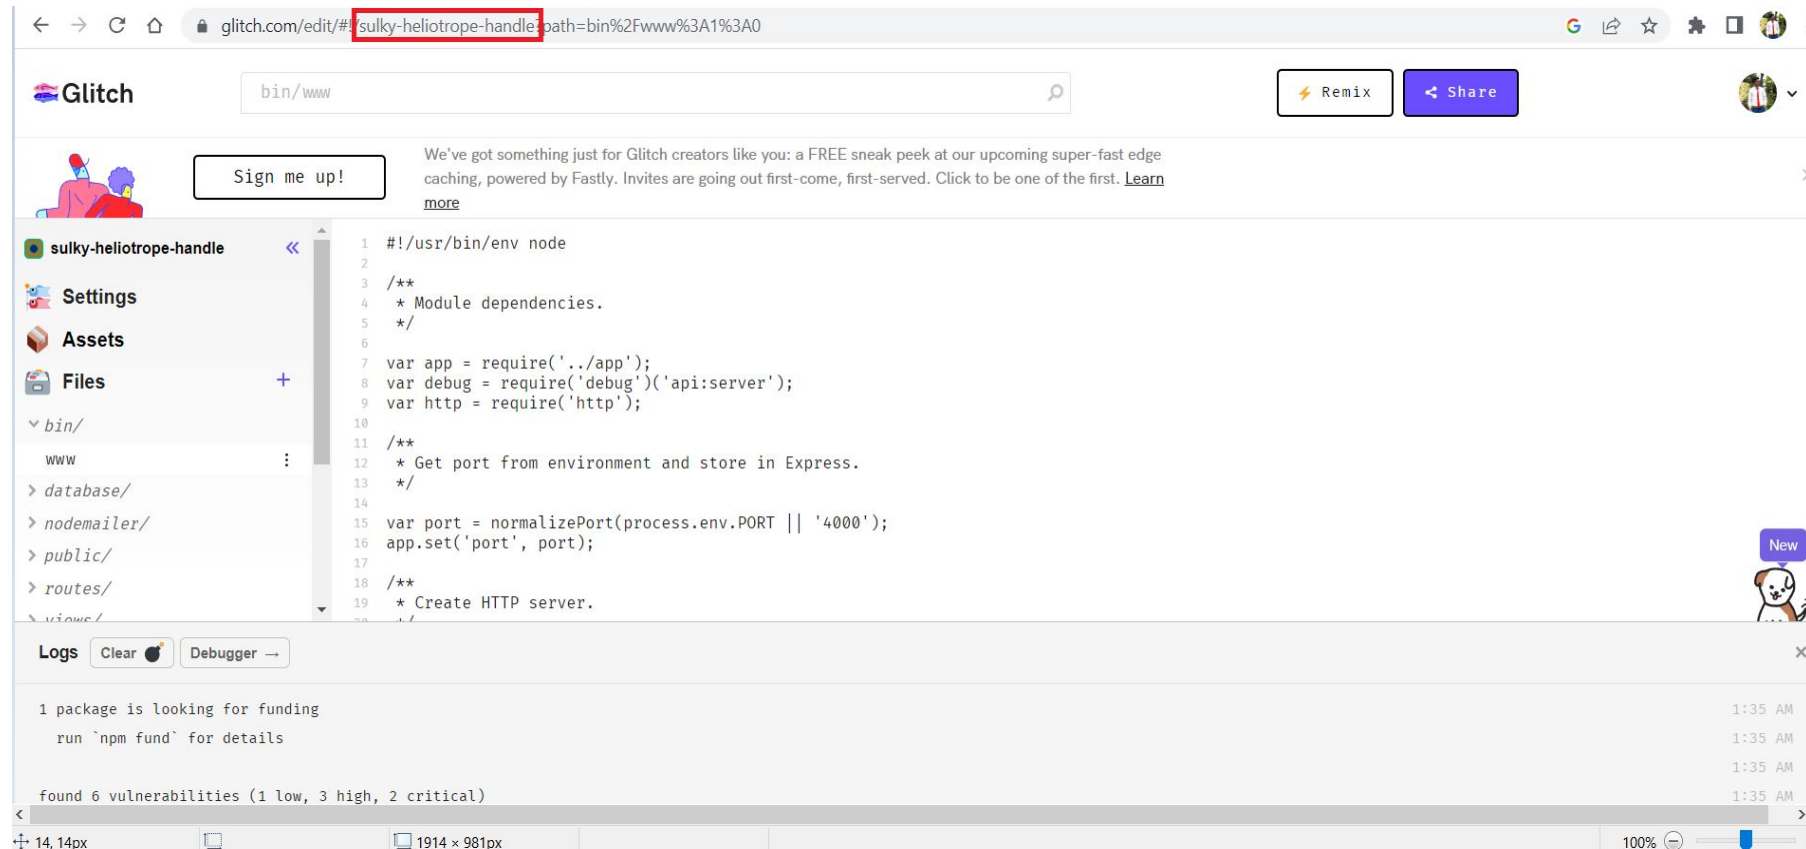 glitch.com/edit/#!/sulky-heliotrope-handle?path=bin%2Fwww%3A1%3A0
G
Glitch
bin/www
Remix
Share
Sign me up!
We've got something just for Glitch creators like you: a FREE sneak peek at our upcoming super-fast edge
caching, powered by Fastly. Invites are going out first-come, first-served. Click to be one of the first. Learn
more
sulky-heliotrope-handle
Settings
Assets
Files
bin/
www
database/
nodemailer/
public/
routes/
views/
1 #!/usr/bin/env node
2
3 /**
4 * Module dependencies.
5 */
6
7 var app = require('../app');
8 var debug = require('debug')('api:server');
9 var http = require('http');
10
11 /**
12 * Get port from environment and store in Express.
13 */
14
15 var port = normalizePort(process.env.PORT || '4000');
16 app.set('port', port);
17
18 /**
19 * Create HTTP server.
20 */
New
Logs Clear Debugger →
1 package is looking for funding 1:35 AM
run `npm fund` for details 1:35 AM
1:35 AM
found 6 vulnerabilities (1 low, 3 high, 2 critical) 1:35 AM
14, 14px 1914 × 981px 100%